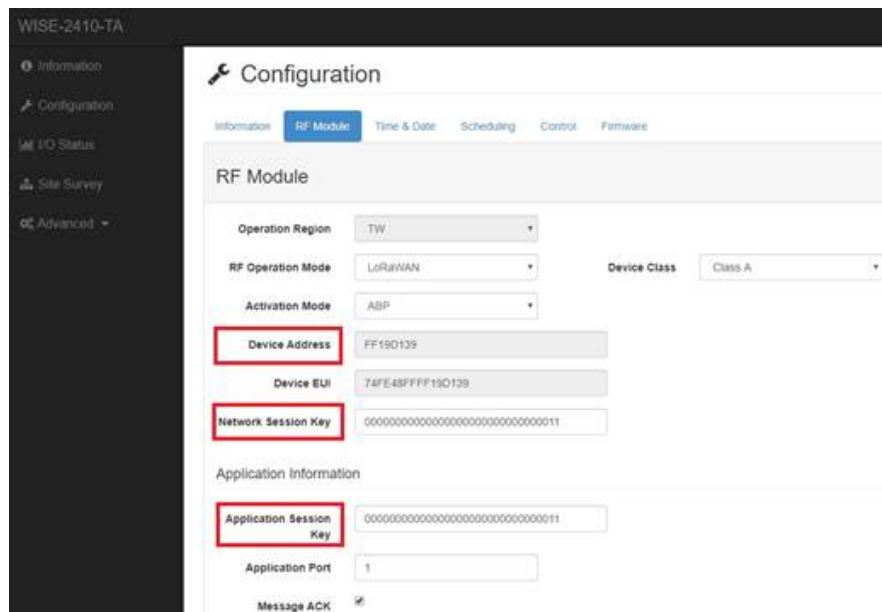 WISE-2410-TA
Information
Configuration
I/O Status
Site Survey
Advanced
Configuration
Information RF Module Time & Date Scheduling Control Firmware
RF Module
Operation Region TW
RF Operation Mode LoRaWAN Device Class Class A
Activation Mode ABP
Device Address FF19D139
Device EUI 74FE48FFFF19D139
Network Session Key 00000000000000000000000000000011
Application Information
Application Session
Key
00000000000000000000000000000011
Application Port 1
Message ACK